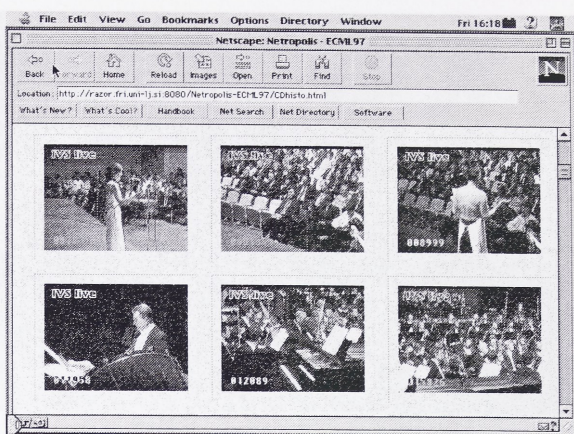 File Edit View Go Bookmarks Options Directory Window Fri 16:18
Netscape: Netropolis - ECML97
Back Forward Home Reload Images Open Print Find Stop
N
Location: http://razor.fri.uni-lj.si:8080/Netropolis-ECML97/CDhisto.html
What's New? What's Cool? Handbook Net Search Net Directory Software
IVS live IVS live IVS live
008999
IVS live IVS live IVS live
012089